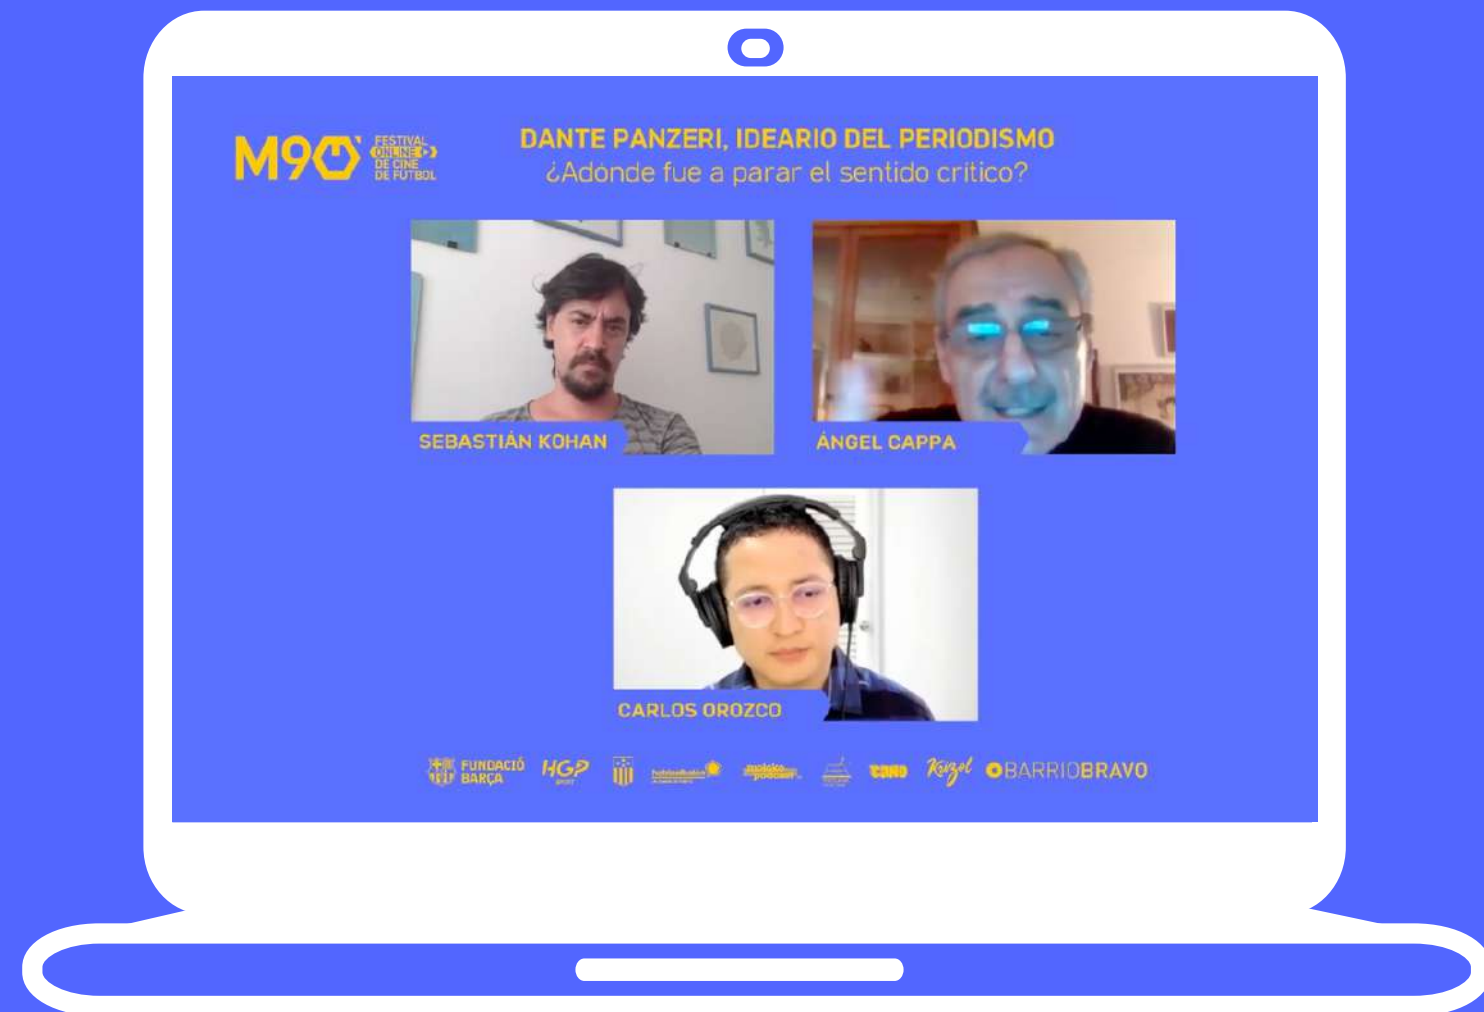 M90'
FESTIVAL
ONLINE
DE CINE
DE FÚTBOL
DANTE PANZERI, IDEARIO DEL PERIODISMO
¿Adónde fue a parar el sentido crítico?
SEBASTIÁN KOHAN
ÁNGEL CAPPA
CARLOS OROZCO
FUNDACIÓ
BARÇA
HGP
SPORT
BARRIOBRAVO